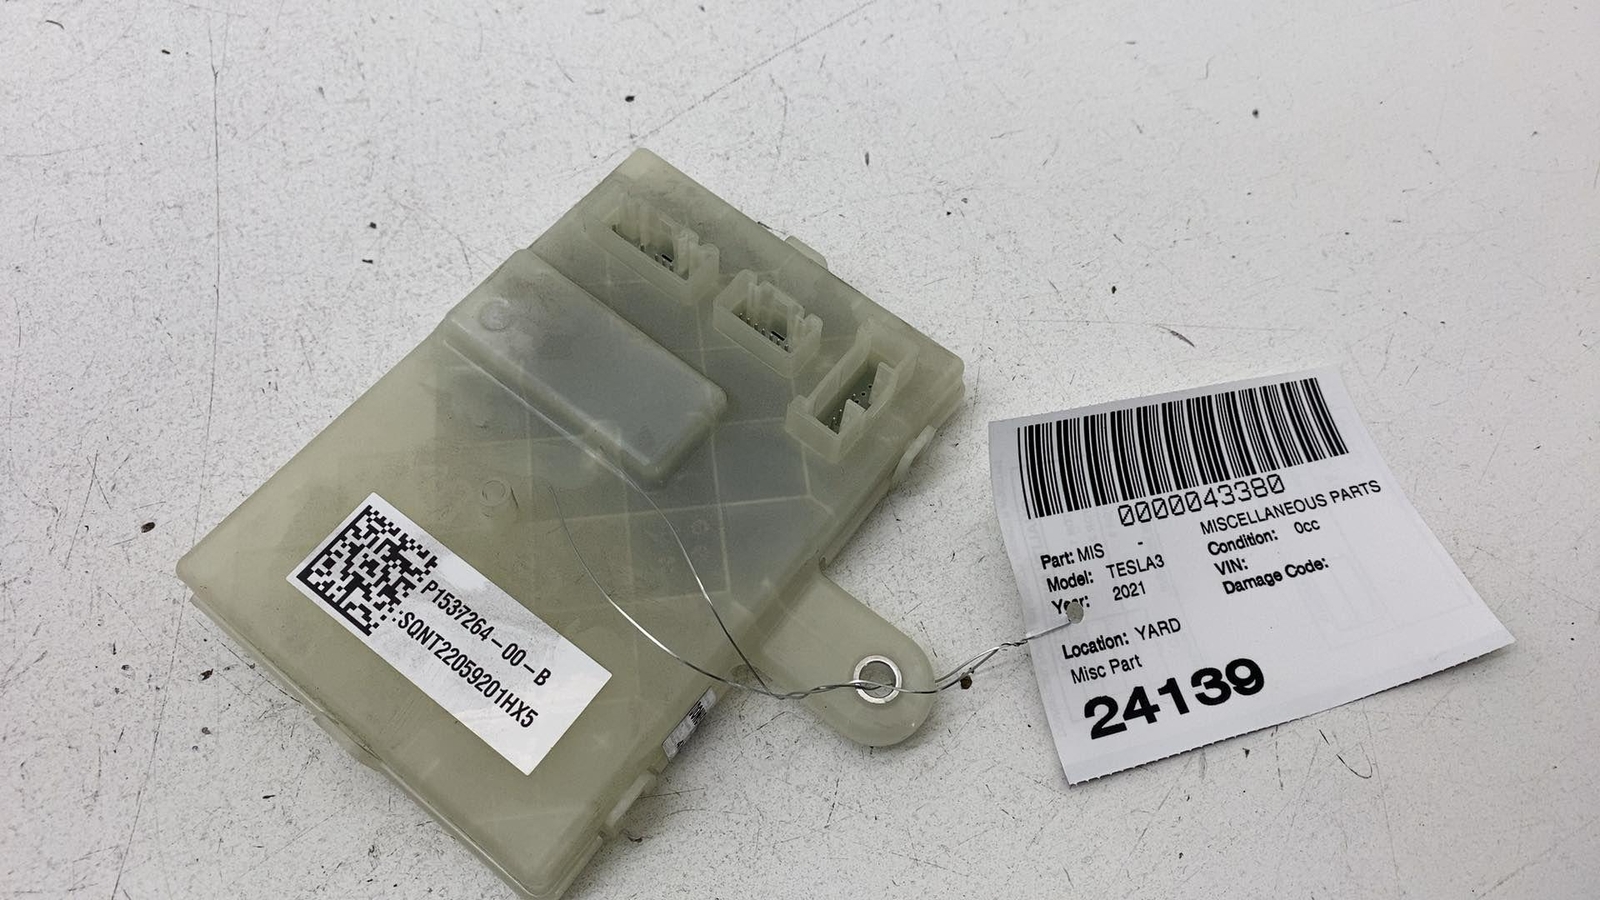 P1537264-00-B
:SQNT22059201HX5
0000043380
MISCELLANEOUS PARTS
Part: MIS -
Condition: 0cc
Model: TESLA3
VIN:
Year: 2021
Damage Code:
Location: YARD
Misc Part
24139